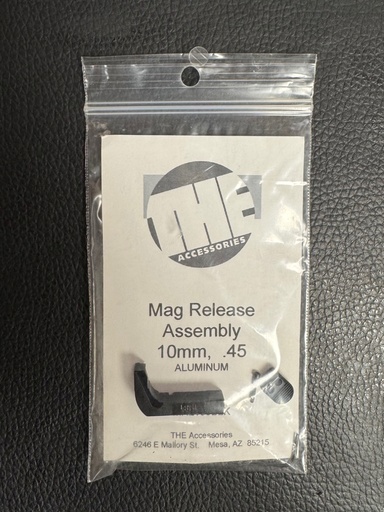 THE
ACCESSORIES
Mag Release
Assembly
10mm, .45
ALUMINUM
THE Accessories
6246 E Mallory St. Mesa, AZ 85215